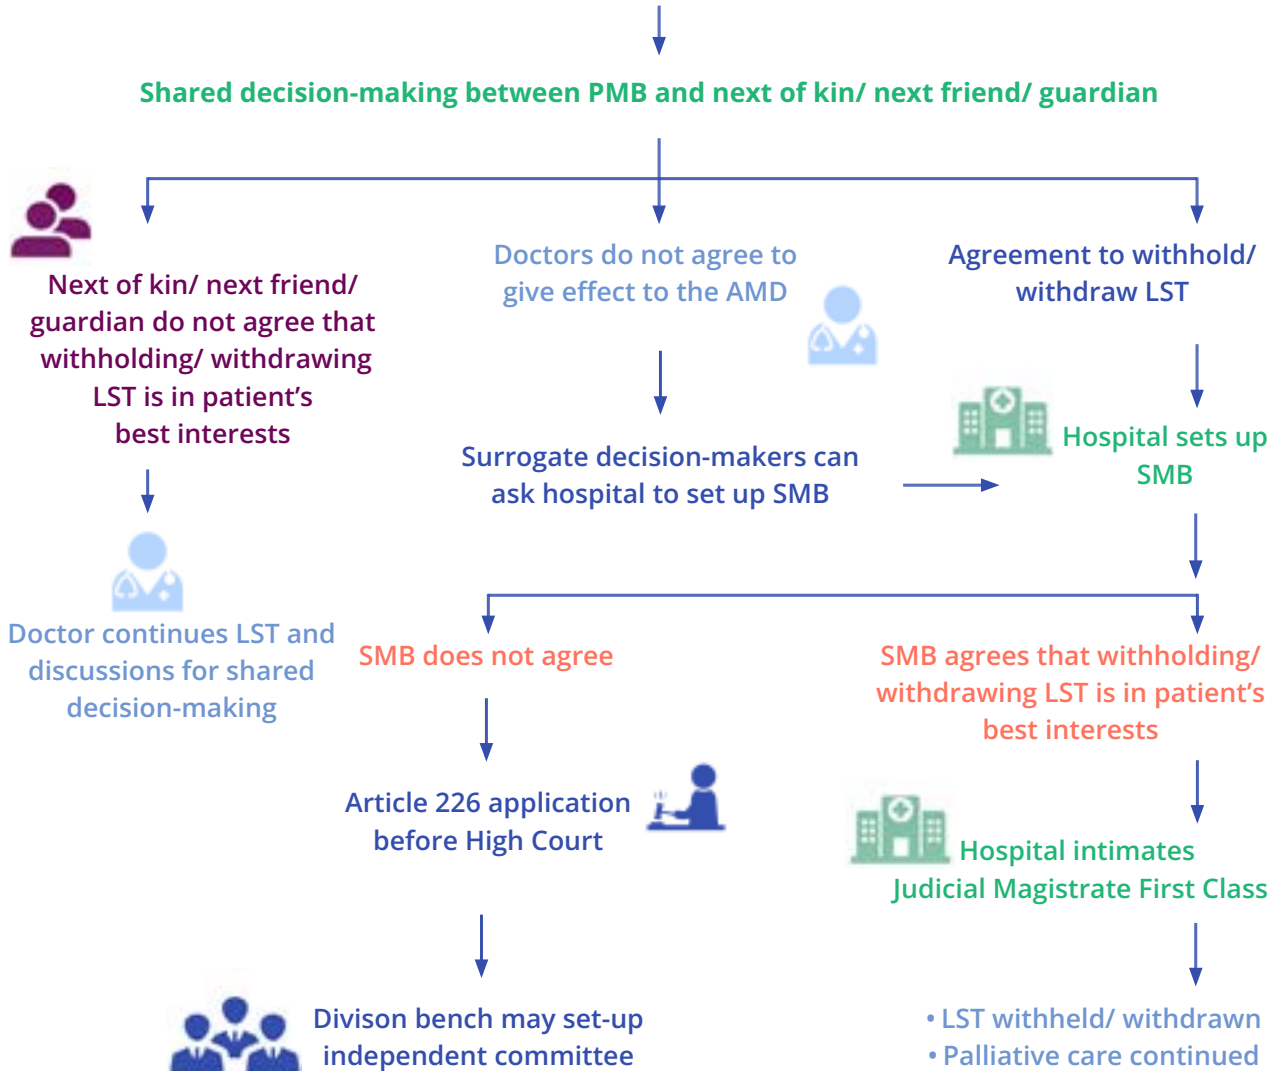 Shared decision-making between PMB and next of kin/ next friend/ guardian
Next of kin/ next friend/
guardian do not agree that
withholding/ withdrawing
LST is in patient’s
best interests
Doctors do not agree to
give effect to the AMD
Agreement to withhold/
withdraw LST
Surrogate decision-makers can
ask hospital to set up SMB
Hospital sets up
SMB
Doctor continues LST and
discussions for shared
decision-making
SMB does not agree
SMB agrees that withholding/
withdrawing LST is in patient’s
best interests
Article 226 application
before High Court
Hospital intimates
Judicial Magistrate First Class
Divison bench may set-up
independent committee
• LST withheld/ withdrawn
• Palliative care continued